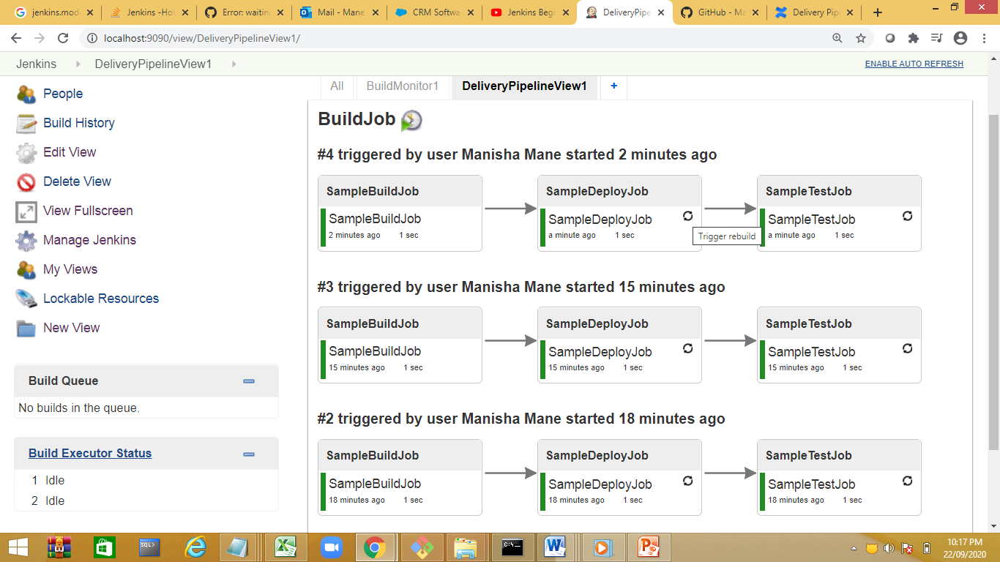 jenkins.mod
Jenkins -Ho
Error: waitin
Mail - Mane
CRM Softwa
Jenkins Begi
DeliveryPipe
GitHub - Ma
Delivery Pip
localhost:9090/view/DeliveryPipelineView1/
Jenkins
DeliveryPipelineView1
ENABLE AUTO REFRESH
People
Build History
Edit View
Delete View
View Fullscreen
Manage Jenkins
My Views
Lockable Resources
New View
Build Queue
No builds in the queue.
Build Executor Status
1 Idle
2 Idle
All
BuildMonitor1
DeliveryPipelineView1
+
BuildJob
#4 triggered by user Manisha Mane started 2 minutes ago
SampleBuildJob
SampleBuildJob
2 minutes ago 1 sec
SampleDeployJob
SampleDeployJob
a minute ago 1 sec
Trigger rebuild
SampleTestJob
SampleTestJob
a minute ago 1 sec
#3 triggered by user Manisha Mane started 15 minutes ago
SampleBuildJob
SampleBuildJob
15 minutes ago 1 sec
SampleDeployJob
SampleDeployJob
15 minutes ago 1 sec
SampleTestJob
SampleTestJob
15 minutes ago 1 sec
#2 triggered by user Manisha Mane started 18 minutes ago
SampleBuildJob
SampleBuildJob
18 minutes ago 1 sec
SampleDeployJob
SampleDeployJob
18 minutes ago 1 sec
SampleTestJob
SampleTestJob
18 minutes ago 1 sec
SQL>
C:\.
10:17 PM
22/09/2020